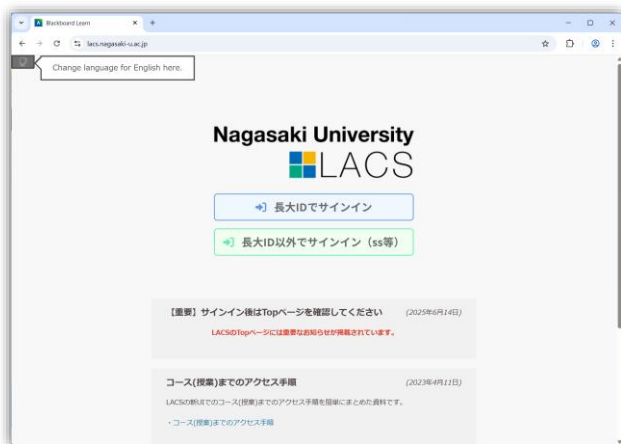 Blackboard Learn
lacs.nagasaki-u.ac.jp
Change language for English here.
Nagasaki University
LACS
長大IDでサインイン
長大ID以外でサインイン（ss等）
【重要】サインイン後はTopページを確認してください (2025年6月14日)
LACSのTopページには重要なお知らせが掲載されています。
コース(授業)までのアクセス手順 (2023年4月11日)
LACSの新UIでのコース(授業)までのアクセス手順を簡単にまとめた資料です。
・コース(授業)までのアクセス手順